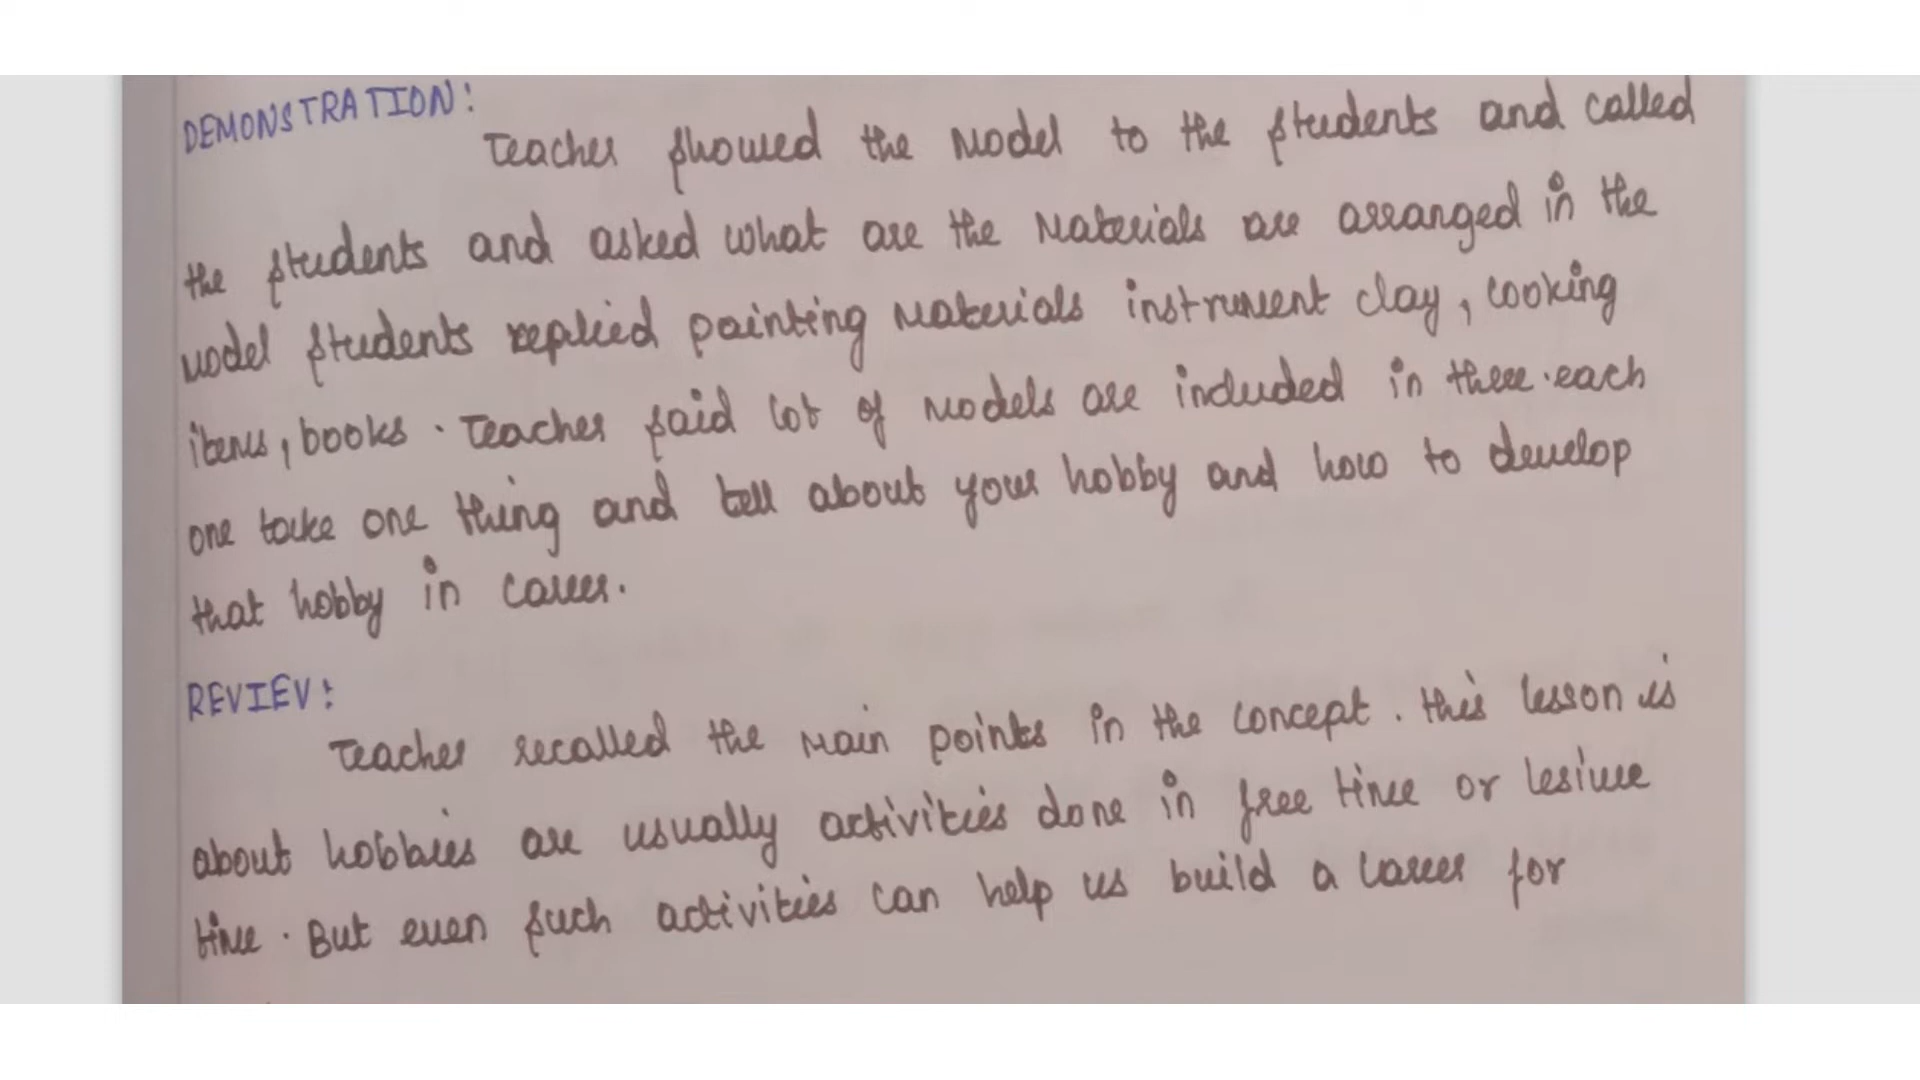 DEMONSTRATION:
Teacher showed the model to the students and called
the students and asked what are the materials are arranged in the
model students replied painting materials instrument clay, cooking
items, books. Teacher said lot of models are included in there. each
one take one thing and tell about your hobby and how to develop
that hobby in career.
REVIEV:
Teacher recalled the main points in the concept. this lesson is
about hobbies are usually activities done in free time or lesiure
time. But even such activities can help us build a career for